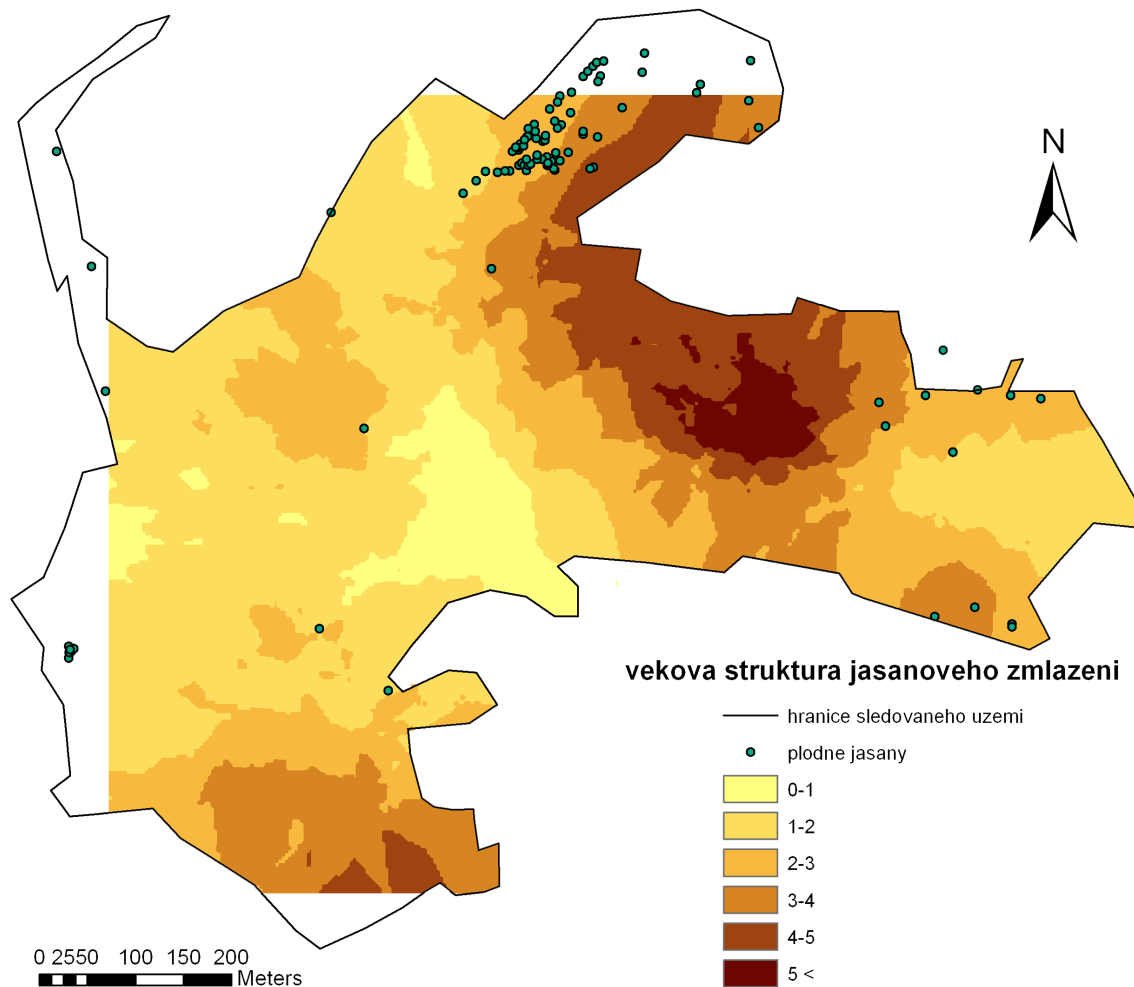 N
vekova struktura jasanoveho zmlazeni
hranice sledovaneho uzemi
plodne jasany
0-1
1-2
2-3
3-4
4-5
5 <
0 2550 100 150 200
Meters